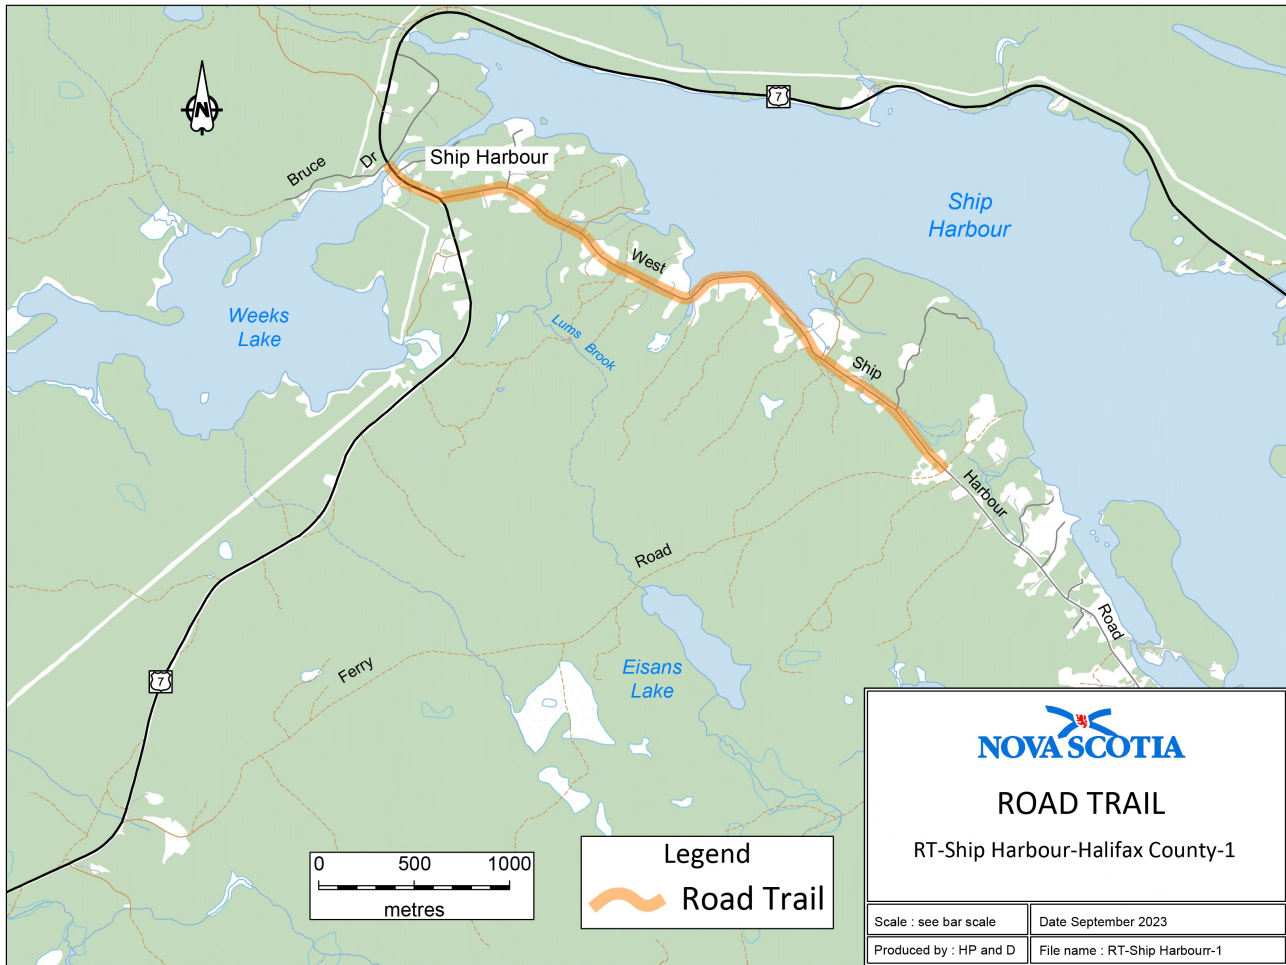 N
Bruce Dr
Ship Harbour
7
Ship
Harbour
West
Weeks
Lake
Lums Brook
Ship
Harbour
Road
Road
Ferry
Eisans
Lake
7
0 500 1000
metres
Legend
Road Trail
NOVA SCOTIA
ROAD TRAIL
RT-Ship Harbour-Halifax County-1
Scale : see bar scale
Date September 2023
Produced by : HP and D
File name : RT-Ship Harbourr-1